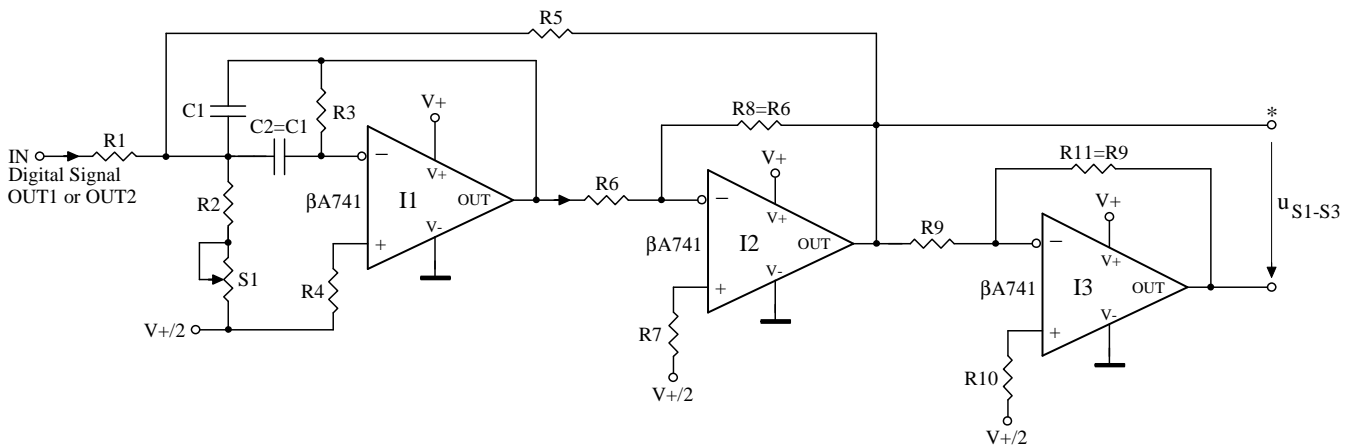 R5
V+
R8=R6
*
C1
C2=C1
R3
V+
R1
IN
Digital Signal
OUT1 or OUT2
−
V+
R11=R9
R2
βA741
I1
OUT
R6
−
V+
V+
u S1-S3
V-
βA741
I2
OUT
R9
−
V+
S1
R4
+
V-
βA741
I3
OUT
V+/2
R7
+
V-
R10
+
V+/2
V+/2